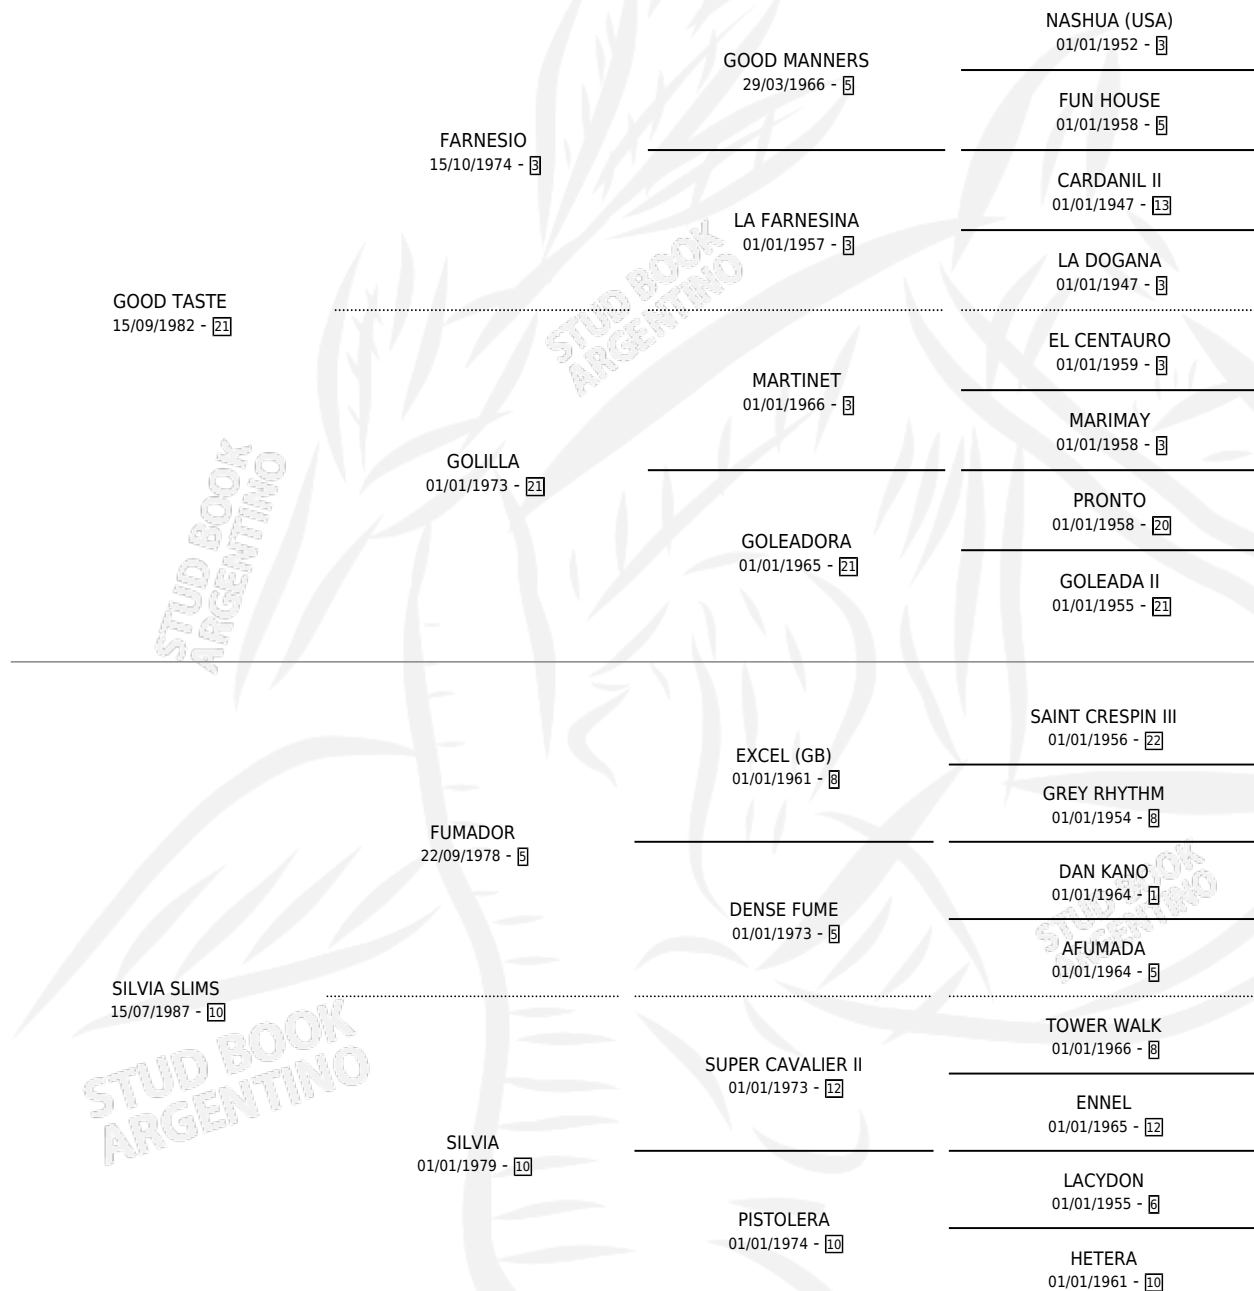 NASHUA (USA)
01/01/1952 - 3
GOOD MANNERS
29/03/1966 - 5
FUN HOUSE
01/01/1958 - 5
FARNESIO
15/10/1974 - 3
CARDANIL II
01/01/1947 - 13
LA FARNESINA
01/01/1957 - 3
LA DOGANA
01/01/1947 - 3
GOOD TASTE
15/09/1982 - 21
EL CENTAURO
01/01/1959 - 3
MARTINET
01/01/1966 - 3
MARIMAY
01/01/1958 - 3
GOLILLA
01/01/1973 - 21
PRONTO
01/01/1958 - 20
GOLEADORA
01/01/1965 - 21
GOLEADA II
01/01/1955 - 21
SAINT CRESPIN III
01/01/1956 - 22
EXCEL (GB)
01/01/1961 - 8
GREY RHYTHM
01/01/1954 - 8
FUMADOR
22/09/1978 - 5
DAN KANO
01/01/1964 - 1
DENSE FUME
01/01/1973 - 5
AFUMADA
01/01/1964 - 5
SILVIA SLIMS
15/07/1987 - 10
TOWER WALK
01/01/1966 - 8
SUPER CAVALIER II
01/01/1973 - 12
ENNEL
01/01/1965 - 12
SILVIA
01/01/1979 - 10
LACYDON
01/01/1955 - 6
PISTOLERA
01/01/1974 - 10
HETERA
01/01/1961 - 10
STUD BOOK
ARGENTINO
STUD BOOK
ARGENTINO
STUD BOOK
ARGENTINO
STUD BOOK
ARGENTINO